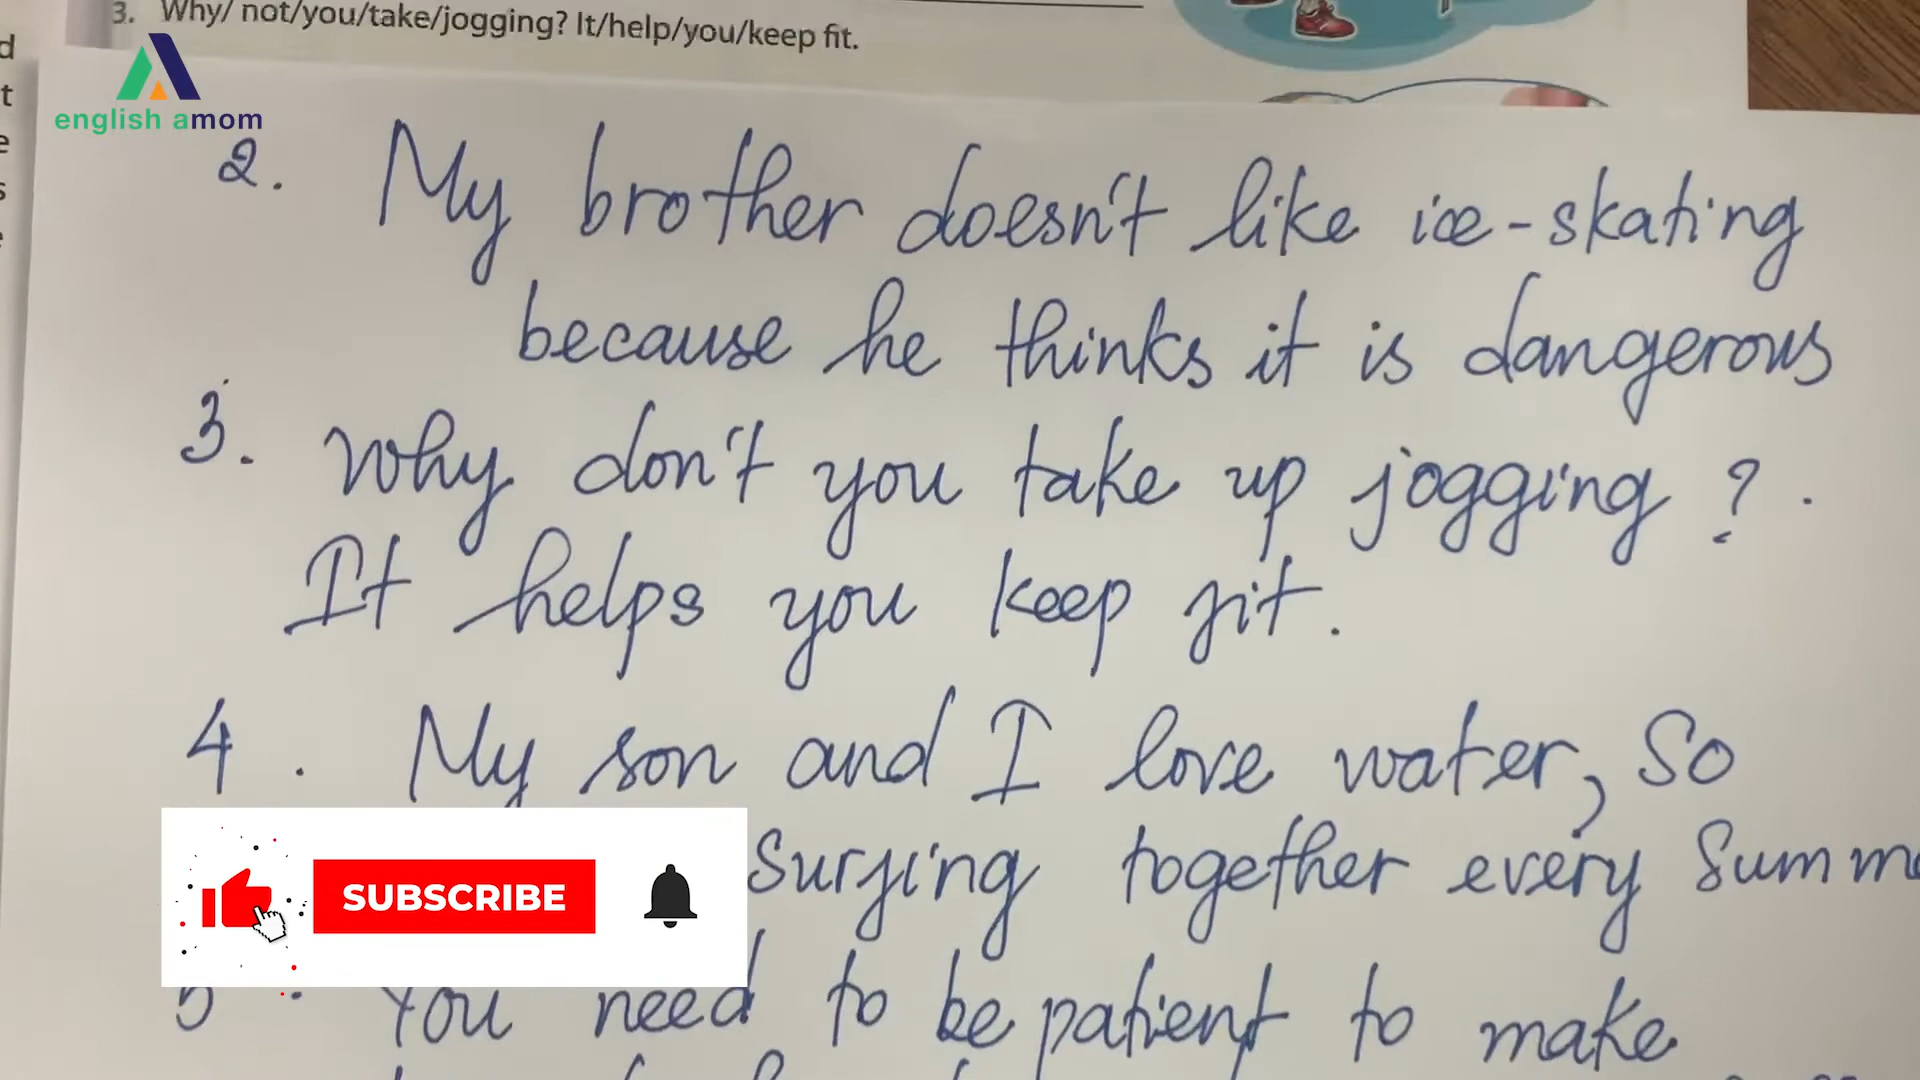 3. Why/ not/you/take/jogging? It/help/you/keep fit.
english amom
2. My brother doesn't like ice-skating
because he thinks it is dangerous
3. Why don't you take up jogging?.
It helps you keep fit.
4. My son and I love water, so
surfing together every
SUBSCRIBE
5. You need to be patient to make